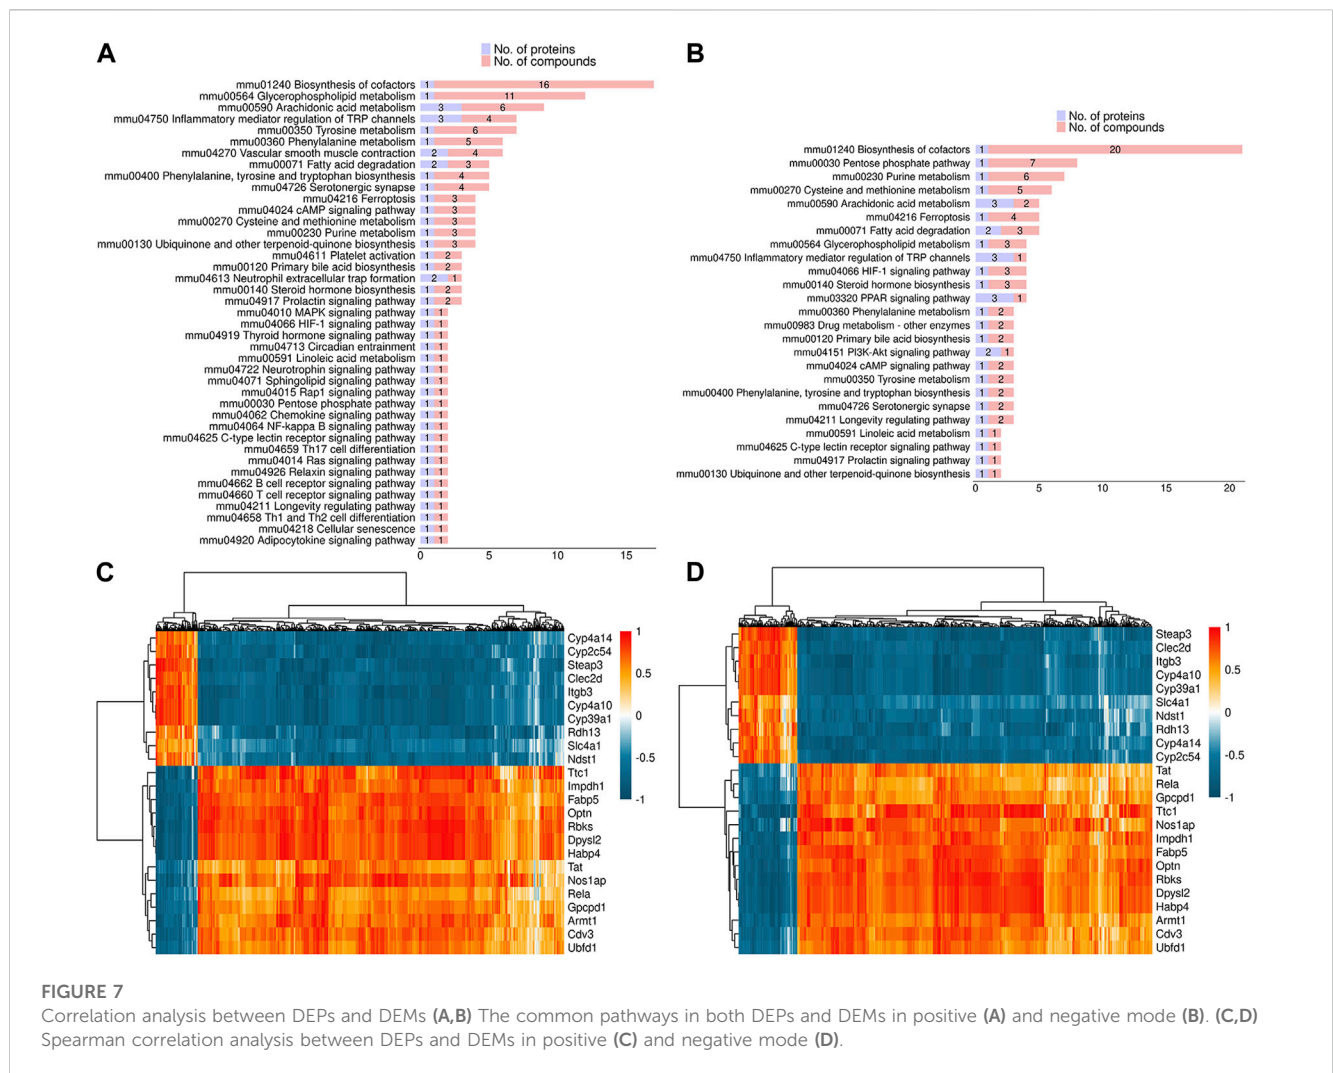 A
No. of proteins
No. of compounds
mmu01240 Biosynthesis of cofactors 1 16
mmu00564 Glycerophospholipid metabolism 1 11
mmu00590 Arachidonic acid metabolism 3 6
mmu04750 Inflammatory mediator regulation of TRP channels 3 4
mmu00350 Tyrosine metabolism 1 6
mmu00360 Phenylalanine metabolism 1 5
mmu04270 Vascular smooth muscle contraction 2 4
mmu00071 Fatty acid degradation 2 3
mmu00400 Phenylalanine, tyrosine and tryptophan biosynthesis 1 4
mmu04726 Serotonergic synapse 1 4
mmu04216 Ferroptosis 1 3
mmu04024 cAMP signaling pathway 1 3
mmu00270 Cysteine and methionine metabolism 1 3
mmu00230 Purine metabolism 1 3
mmu00130 Ubiquinone and other terpenoid-quinone biosynthesis 1 3
mmu04611 Platelet activation 1 2
mmu00120 Primary bile acid biosynthesis 1 2
mmu04613 Neutrophil extracellular trap formation 2 1
mmu00140 Steroid hormone biosynthesis 1 2
mmu04917 Prolactin signaling pathway 1 2
mmu04010 MAPK signaling pathway 1 1
mmu04066 HIF-1 signaling pathway 1 1
mmu04919 Thyroid hormone signaling pathway 1 1
mmu04713 Circadian entrainment 1 1
mmu00591 Linoleic acid metabolism 1 1
mmu04722 Neurotrophin signaling pathway 1 1
mmu04071 Sphingolipid signaling pathway 1 1
mmu04015 Rap1 signaling pathway 1 1
mmu00030 Pentose phosphate pathway 1 1
mmu04062 Chemokine signaling pathway 1 1
mmu04064 NF-kappa B signaling pathway 1 1
mmu04625 C-type lectin receptor signaling pathway 1 1
mmu04659 Th17 cell differentiation 1 1
mmu04014 Ras signaling pathway 1 1
mmu04926 Relaxin signaling pathway 1 1
mmu04662 B cell receptor signaling pathway 1 1
mmu04660 T cell receptor signaling pathway 1 1
mmu04211 Longevity regulating pathway 1 1
mmu04658 Th1 and Th2 cell differentiation 1 1
mmu04218 Cellular senescence 1 1
mmu04920 Adipocytokine signaling pathway 1 1
0 5 10 15
B
No. of proteins
No. of compounds
mmu01240 Biosynthesis of cofactors 1 20
mmu00030 Pentose phosphate pathway 1 7
mmu00230 Purine metabolism 1 6
mmu00270 Cysteine and methionine metabolism 1 5
mmu00590 Arachidonic acid metabolism 3 2
mmu04216 Ferroptosis 1 4
mmu00071 Fatty acid degradation 2 3
mmu00564 Glycerophospholipid metabolism 1 3
mmu04750 Inflammatory mediator regulation of TRP channels 3 1
mmu04066 HIF-1 signaling pathway 1 3
mmu00140 Steroid hormone biosynthesis 1 3
mmu03320 PPAR signaling pathway 3 1
mmu00360 Phenylalanine metabolism 1 2
mmu00983 Drug metabolism - other enzymes 1 2
mmu00120 Primary bile acid biosynthesis 1 2
mmu04151 PI3K-Akt signaling pathway 2 1
mmu04024 cAMP signaling pathway 1 2
mmu00350 Tyrosine metabolism 1 2
mmu00400 Phenylalanine, tyrosine and tryptophan biosynthesis 1 2
mmu04726 Serotonergic synapse 1 2
mmu04211 Longevity regulating pathway 1 2
mmu00591 Linoleic acid metabolism 1 1
mmu04625 C-type lectin receptor signaling pathway 1 1
mmu04917 Prolactin signaling pathway 1 1
mmu00130 Ubiquinone and other terpenoid-quinone biosynthesis 1 1
0 5 10 15 20
C
Cyp4a14
Cyp2c54
Steap3
Clec2d
Itgb3
Cyp4a10
Cyp39a1
Rdh13
Slc4a1
Ndst1
Ttc1
Impdh1
Fabp5
Optn
Rbks
Dpysl2
Habp4
Tat
Nos1ap
Rela
Gpcpd1
Armt1
Cdv3
Ubfd1
1
0.5
0
-0.5
-1
D
Steap3
Clec2d
Itgb3
Cyp4a10
Cyp39a1
Slc4a1
Ndst1
Rdh13
Cyp4a14
Cyp2c54
Tat
Rela
Gpcpd1
Ttc1
Nos1ap
Impdh1
Fabp5
Optn
Rbks
Dpysl2
Habp4
Armt1
Cdv3
Ubfd1
1
0.5
0
-0.5
-1
FIGURE 7
Correlation analysis between DEPs and DEMs (A,B) The common pathways in both DEPs and DEMs in positive (A) and negative mode (B). (C,D)
Spearman correlation analysis between DEPs and DEMs in positive (C) and negative mode (D).